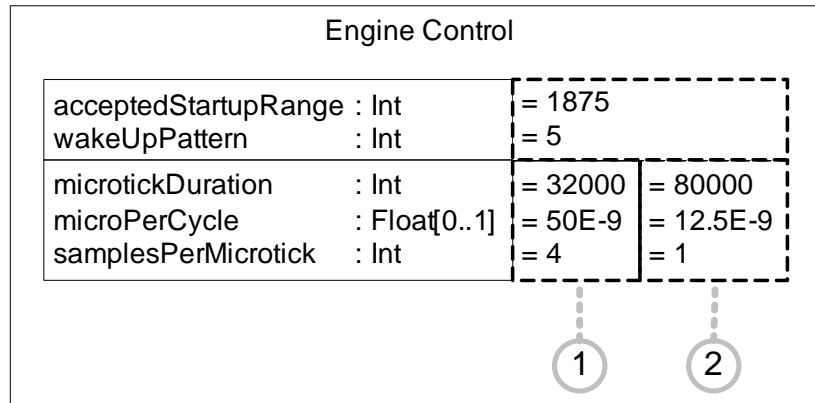 Engine Control
acceptedStartupRange : Int = 1875
wakeUpPattern : Int = 5
microtickDuration : Int = 32000 = 80000
microPerCycle : Float[0..1] = 50E-9 = 12.5E-9
samplesPerMicrotick : Int = 4 = 1
1 2